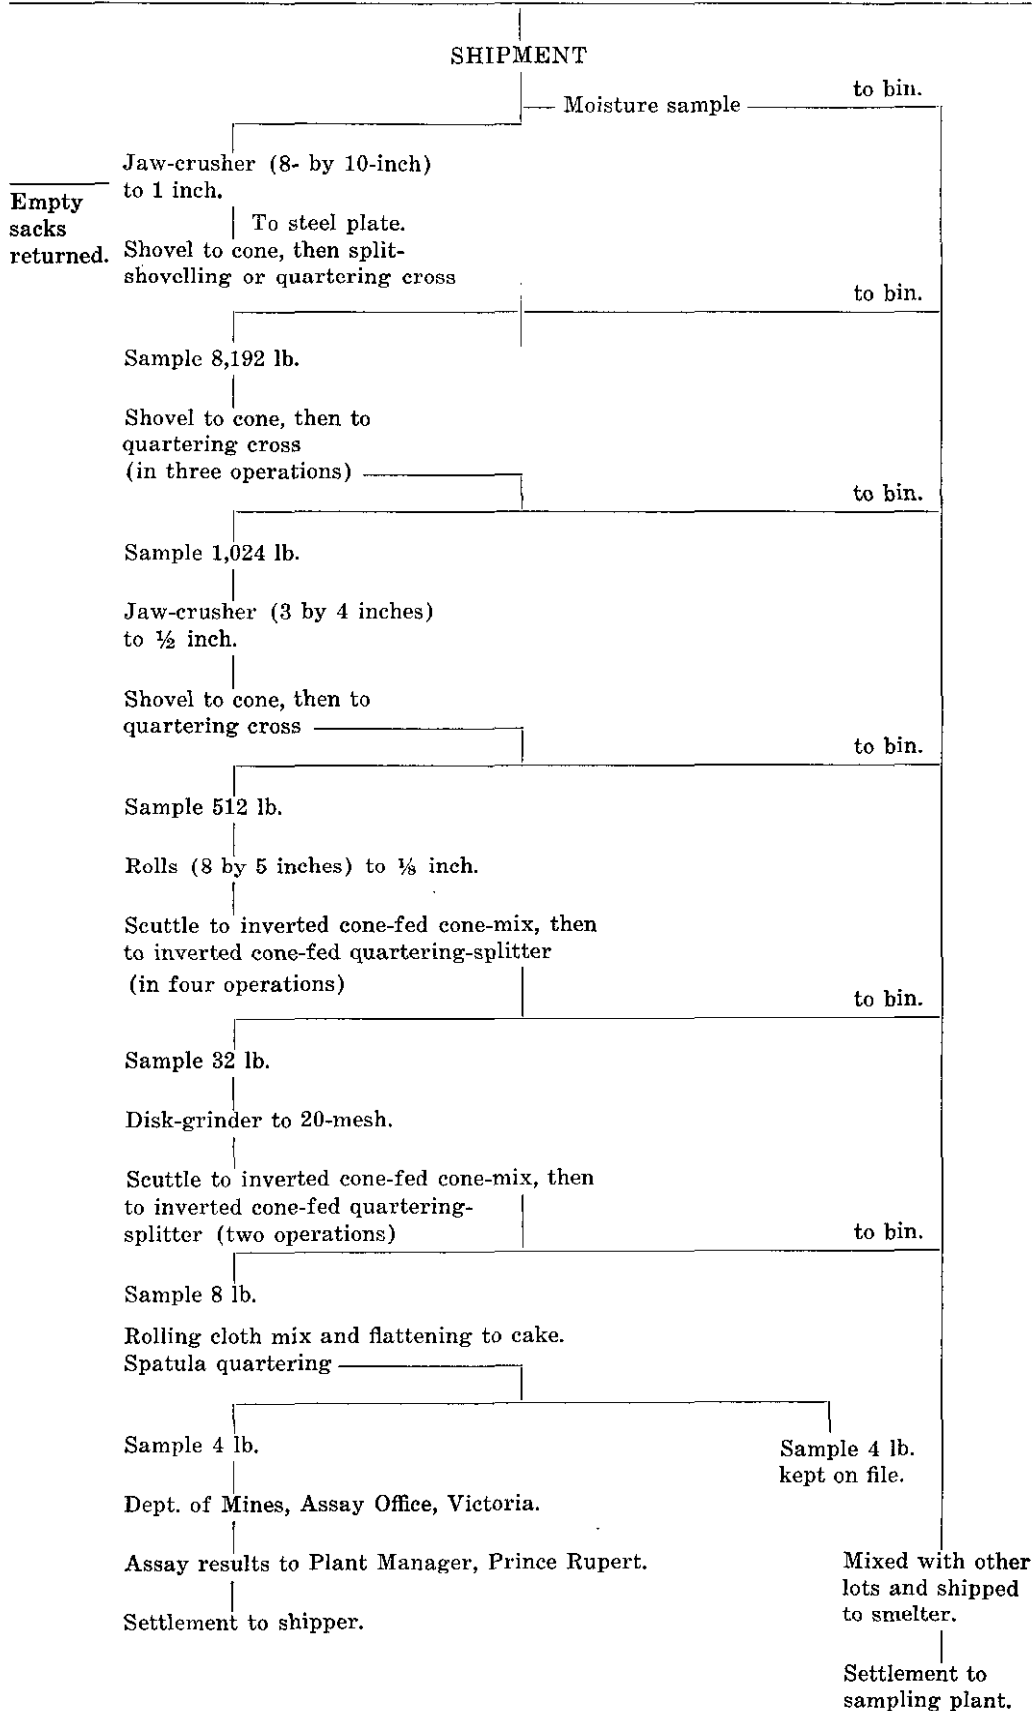 SHIPMENT
to bin.
Moisture sample
Jaw-crusher (8- by 10-inch)
to 1 inch.
Empty
sacks
returned.
To steel plate.
Shovel to cone, then split-
shovelling or quartering cross
to bin.
Sample 8,192 lb.
Shovel to cone, then to
quartering cross
(in three operations)
to bin.
Sample 1,024 lb.
Jaw-crusher (3 by 4 inches)
to ½ inch.
Shovel to cone, then to
quartering cross
to bin.
Sample 512 lb.
Rolls (8 by 5 inches) to ⅛ inch.
Scuttle to inverted cone-fed cone-mix, then
to inverted cone-fed quartering-splitter
(in four operations)
to bin.
Sample 32 lb.
Disk-grinder to 20-mesh.
Scuttle to inverted cone-fed cone-mix, then
to inverted cone-fed quartering-
splitter (two operations)
to bin.
Sample 8 lb.
Rolling cloth mix and flattening to cake.
Spatula quartering
Sample 4 lb.
Sample 4 lb.
kept on file.
Dept. of Mines, Assay Office, Victoria.
Assay results to Plant Manager, Prince Rupert.
Settlement to shipper.
Mixed with other
lots and shipped
to smelter.
Settlement to
sampling plant.